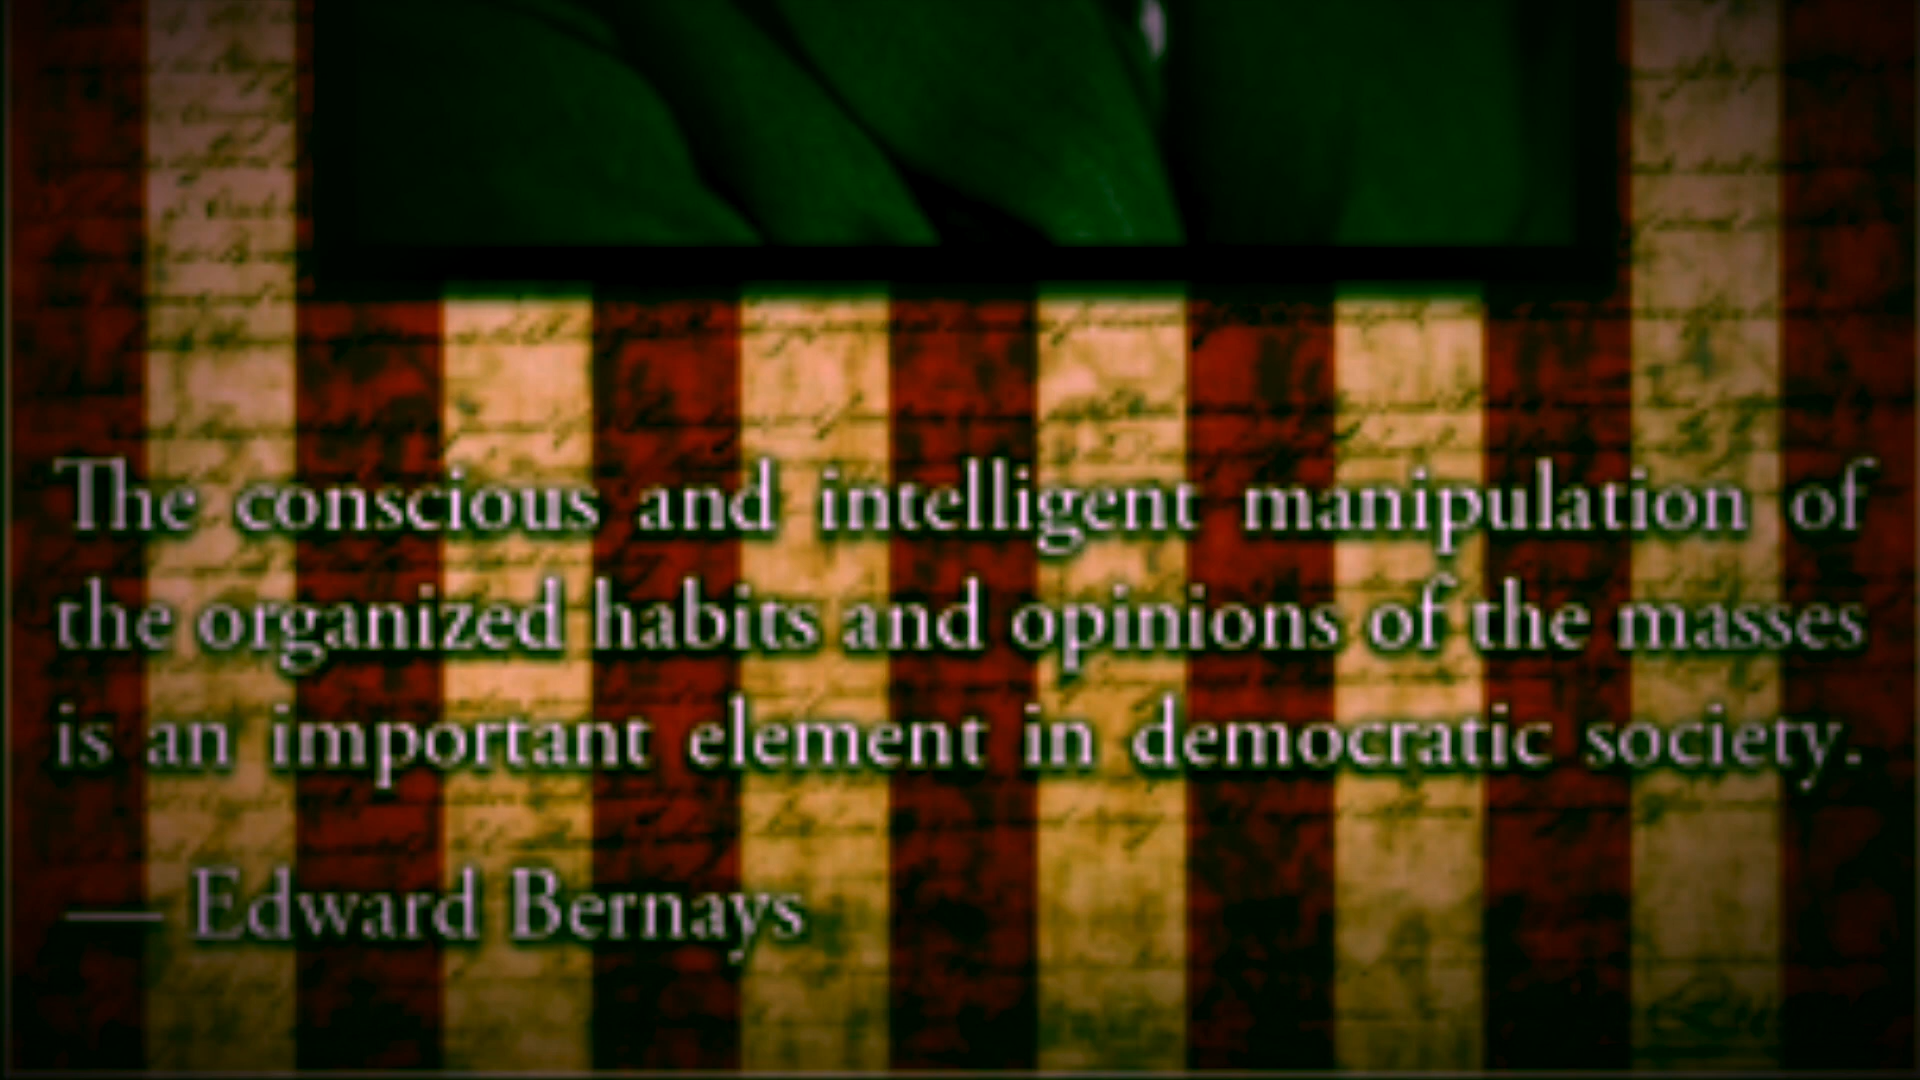 The conscious and intelligent manipulation of
the organized habits and opinions of the masses
is an important element in democratic society.
— Edward Bernays